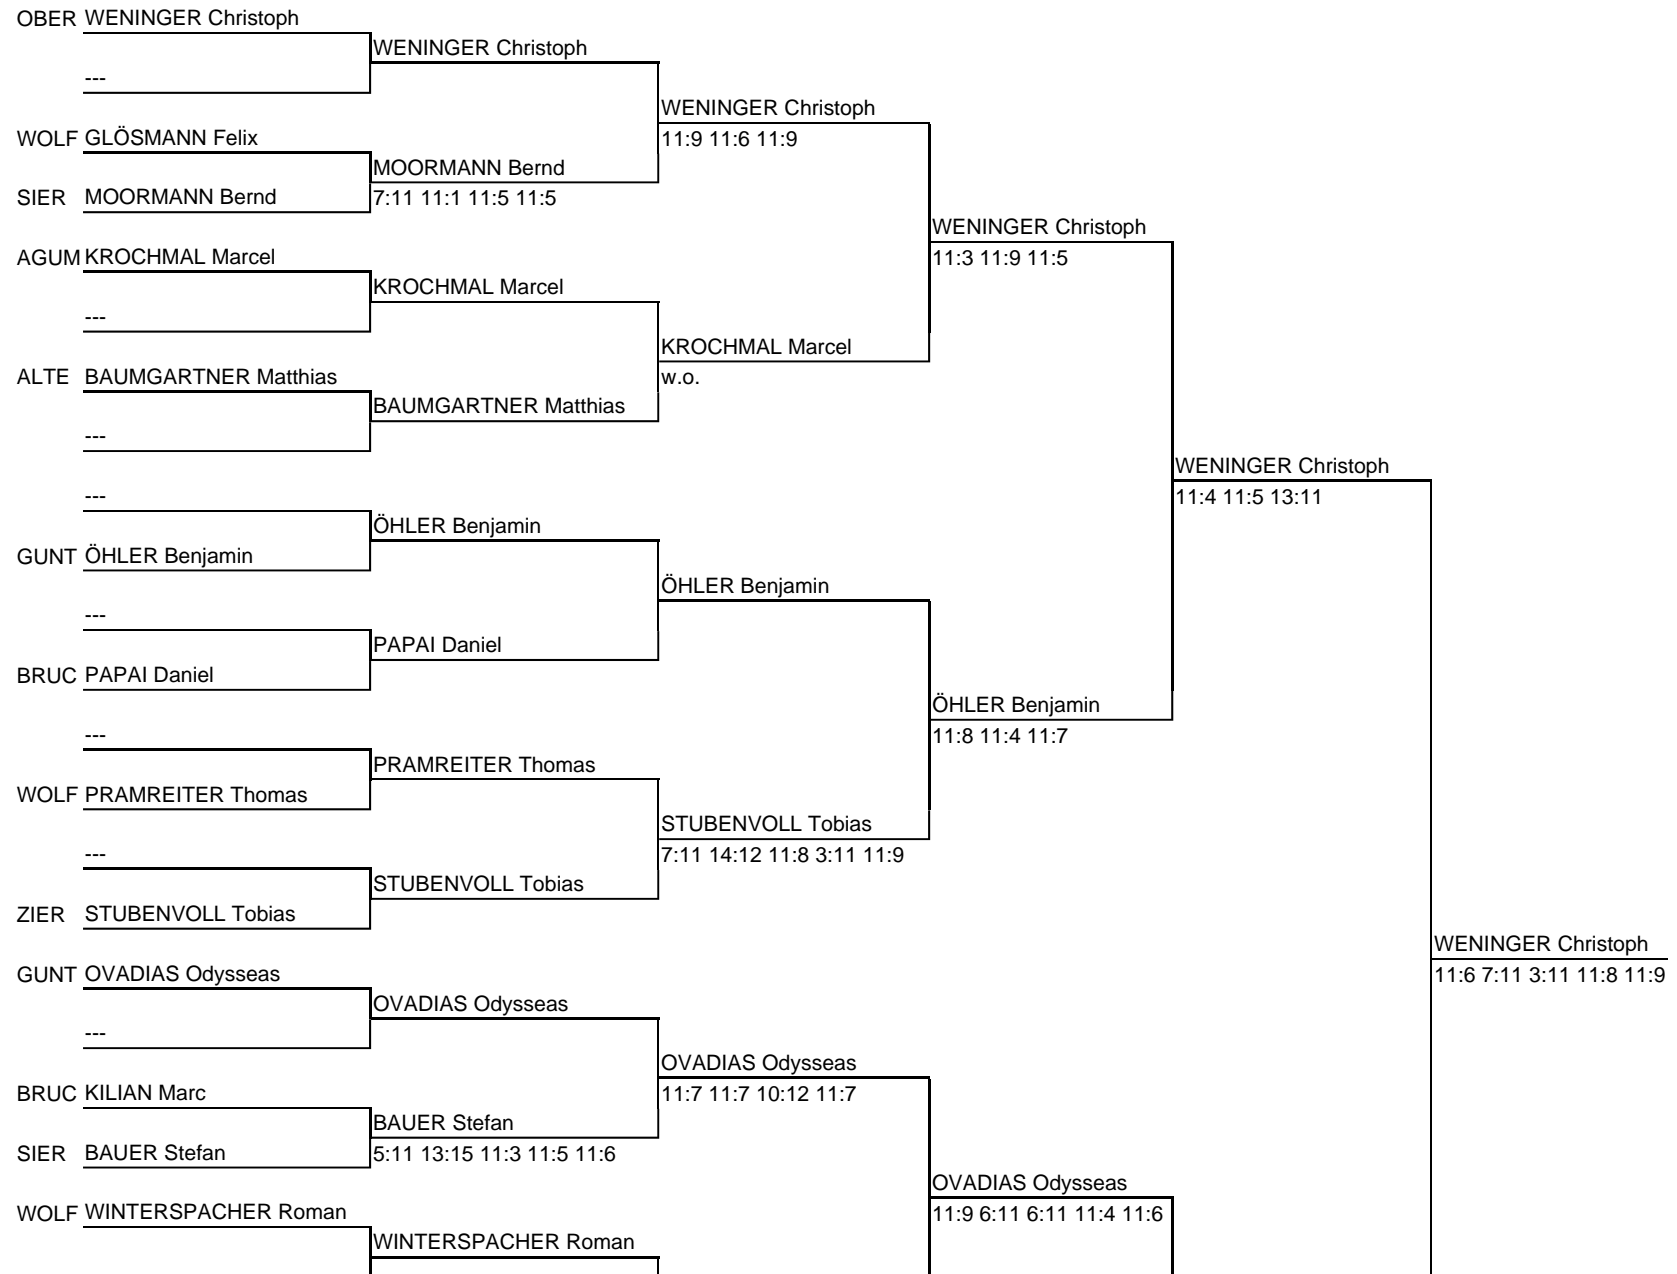 OBER WENINGER Christoph
WENINGER Christoph
---
WENINGER Christoph
WOLF GLÖSMANN Felix
11:9 11:6 11:9
MOORMANN Bernd
SIER MOORMANN Bernd
7:11 11:1 11:5 11:5
WENINGER Christoph
AGUM KROCHMAL Marcel
11:3 11:9 11:5
KROCHMAL Marcel
---
KROCHMAL Marcel
ALTE BAUMGARTNER Matthias
w.o.
BAUMGARTNER Matthias
---
WENINGER Christoph
---
11:4 11:5 13:11
ÖHLER Benjamin
GUNT ÖHLER Benjamin
ÖHLER Benjamin
---
PAPAI Daniel
BRUC PAPAI Daniel
ÖHLER Benjamin
---
11:8 11:4 11:7
PRAMREITER Thomas
WOLF PRAMREITER Thomas
STUBENVOLL Tobias
---
7:11 14:12 11:8 3:11 11:9
STUBENVOLL Tobias
ZIER STUBENVOLL Tobias
WENINGER Christoph
GUNT OVADIAS Odysseas
11:6 7:11 3:11 11:8 11:9
OVADIAS Odysseas
---
OVADIAS Odysseas
BRUC KILIAN Marc
11:7 11:7 10:12 11:7
BAUER Stefan
SIER BAUER Stefan
5:11 13:15 11:3 11:5 11:6
OVADIAS Odysseas
WOLF WINTERSPACHER Roman
11:9 6:11 6:11 11:4 11:6
WINTERSPACHER Roman